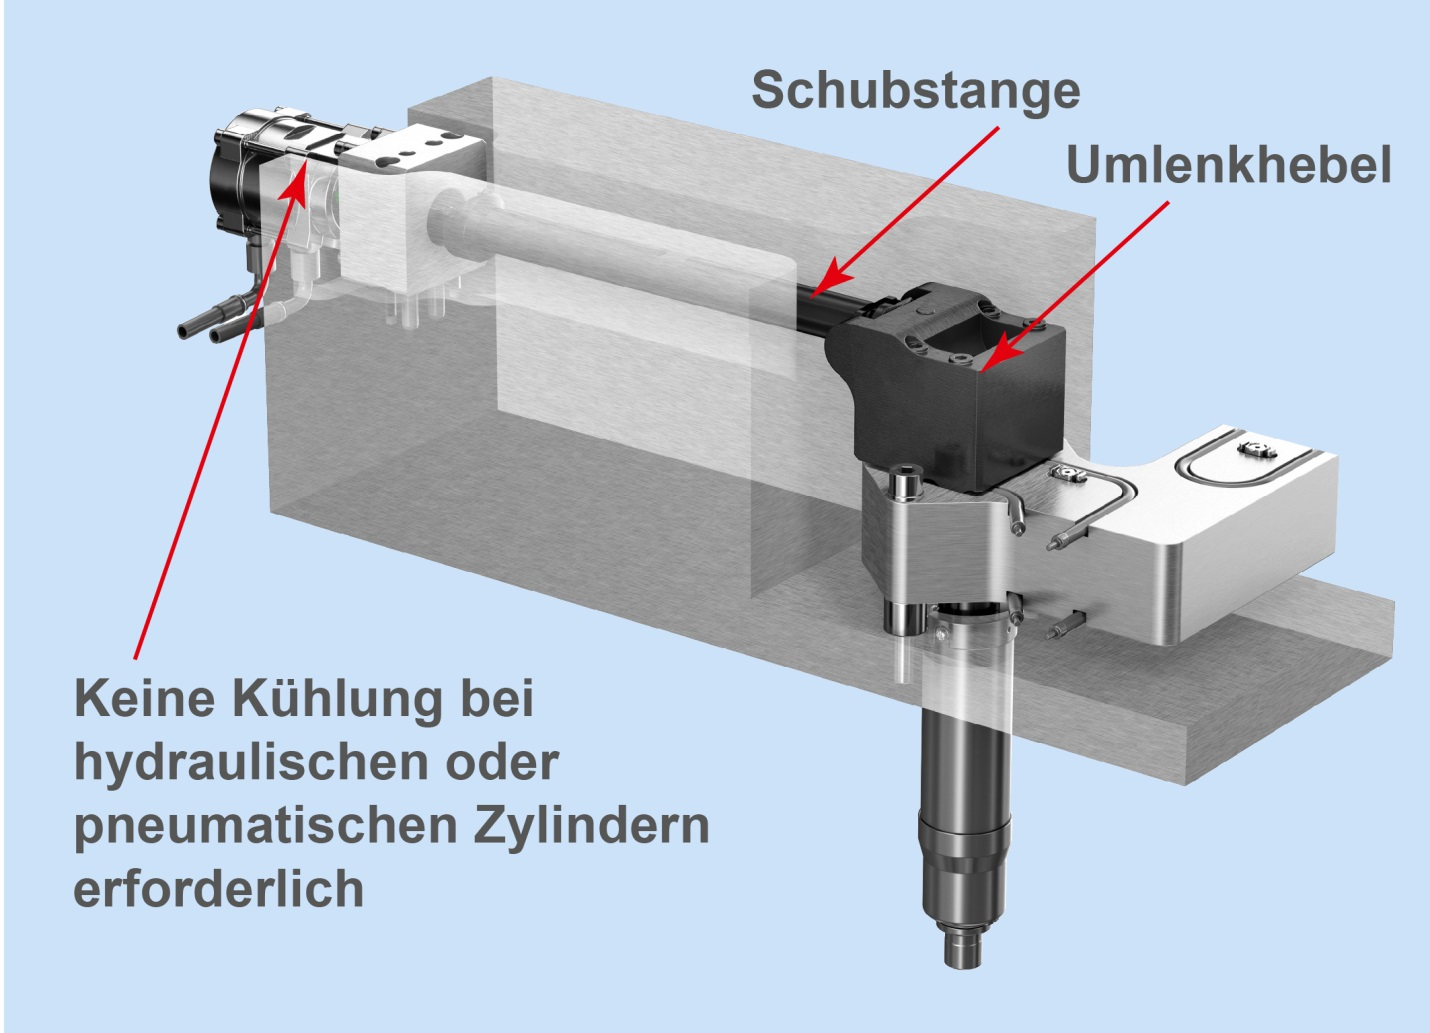 Schubstange
Umlenkhebel
Keine Kühlung bei
hydraulischen oder
pneumatischen Zylindern
erforderlich